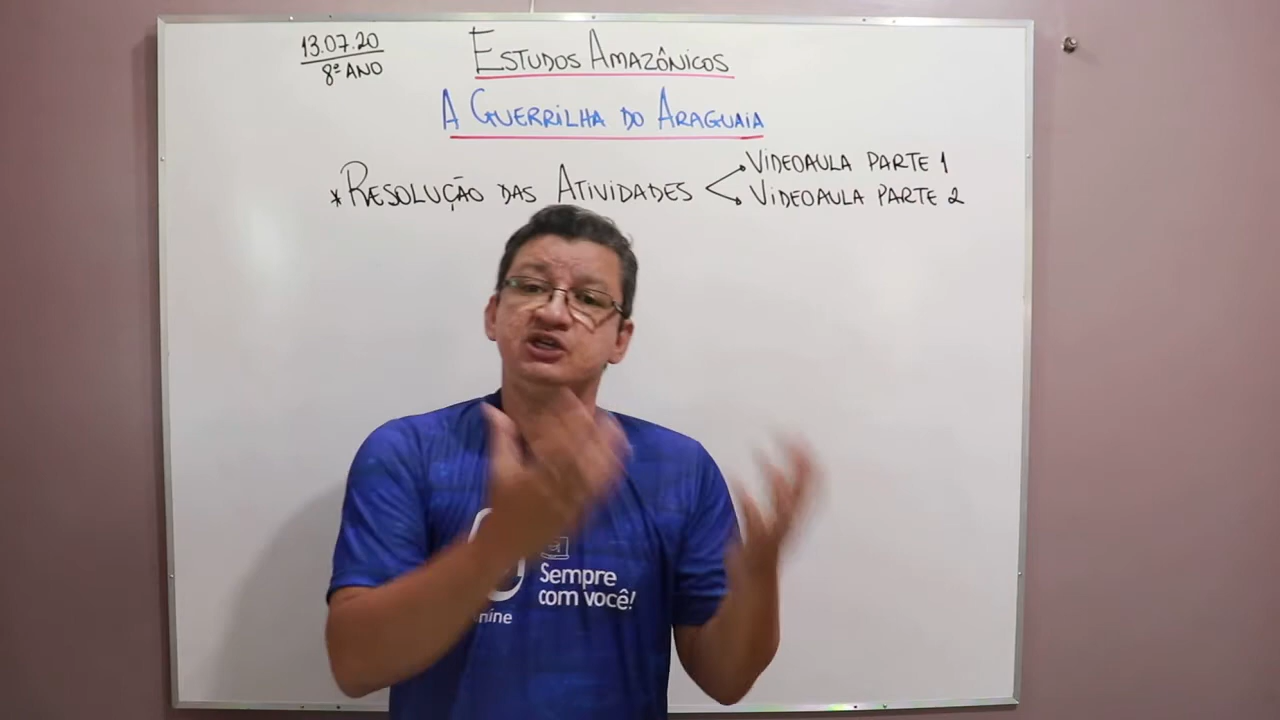 13.07.20
8º ANO
ESTUDOS AMAZÔNICOS
A GUERRILHA DO ARAGUAIA
*RESOLUÇÃO DAS ATIVIDADES
VIDEOAULA PARTE 1
VIDEOAULA PARTE 2
Sempre
com você!